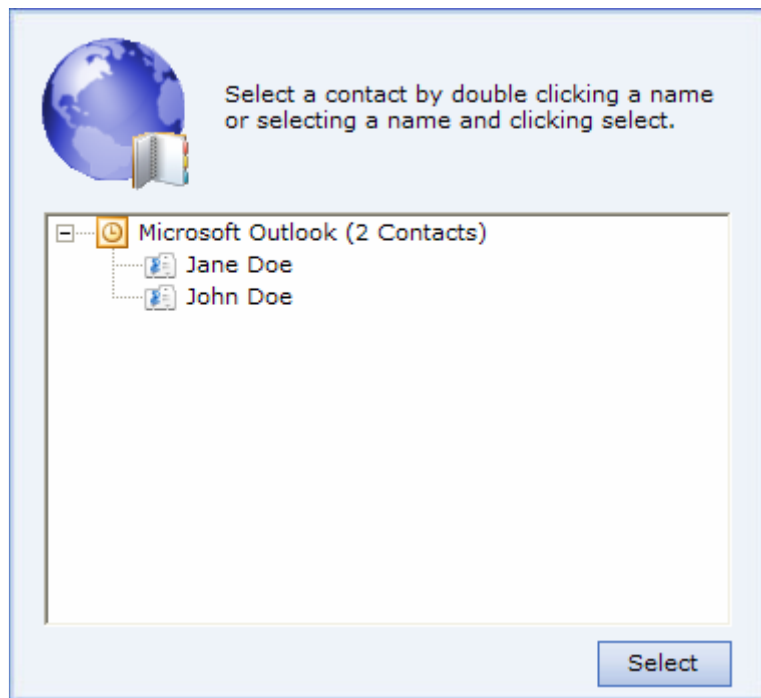 Select a contact by double clicking a name
or selecting a name and clicking select.
Microsoft Outlook (2 Contacts)
Jane Doe
John Doe
Select